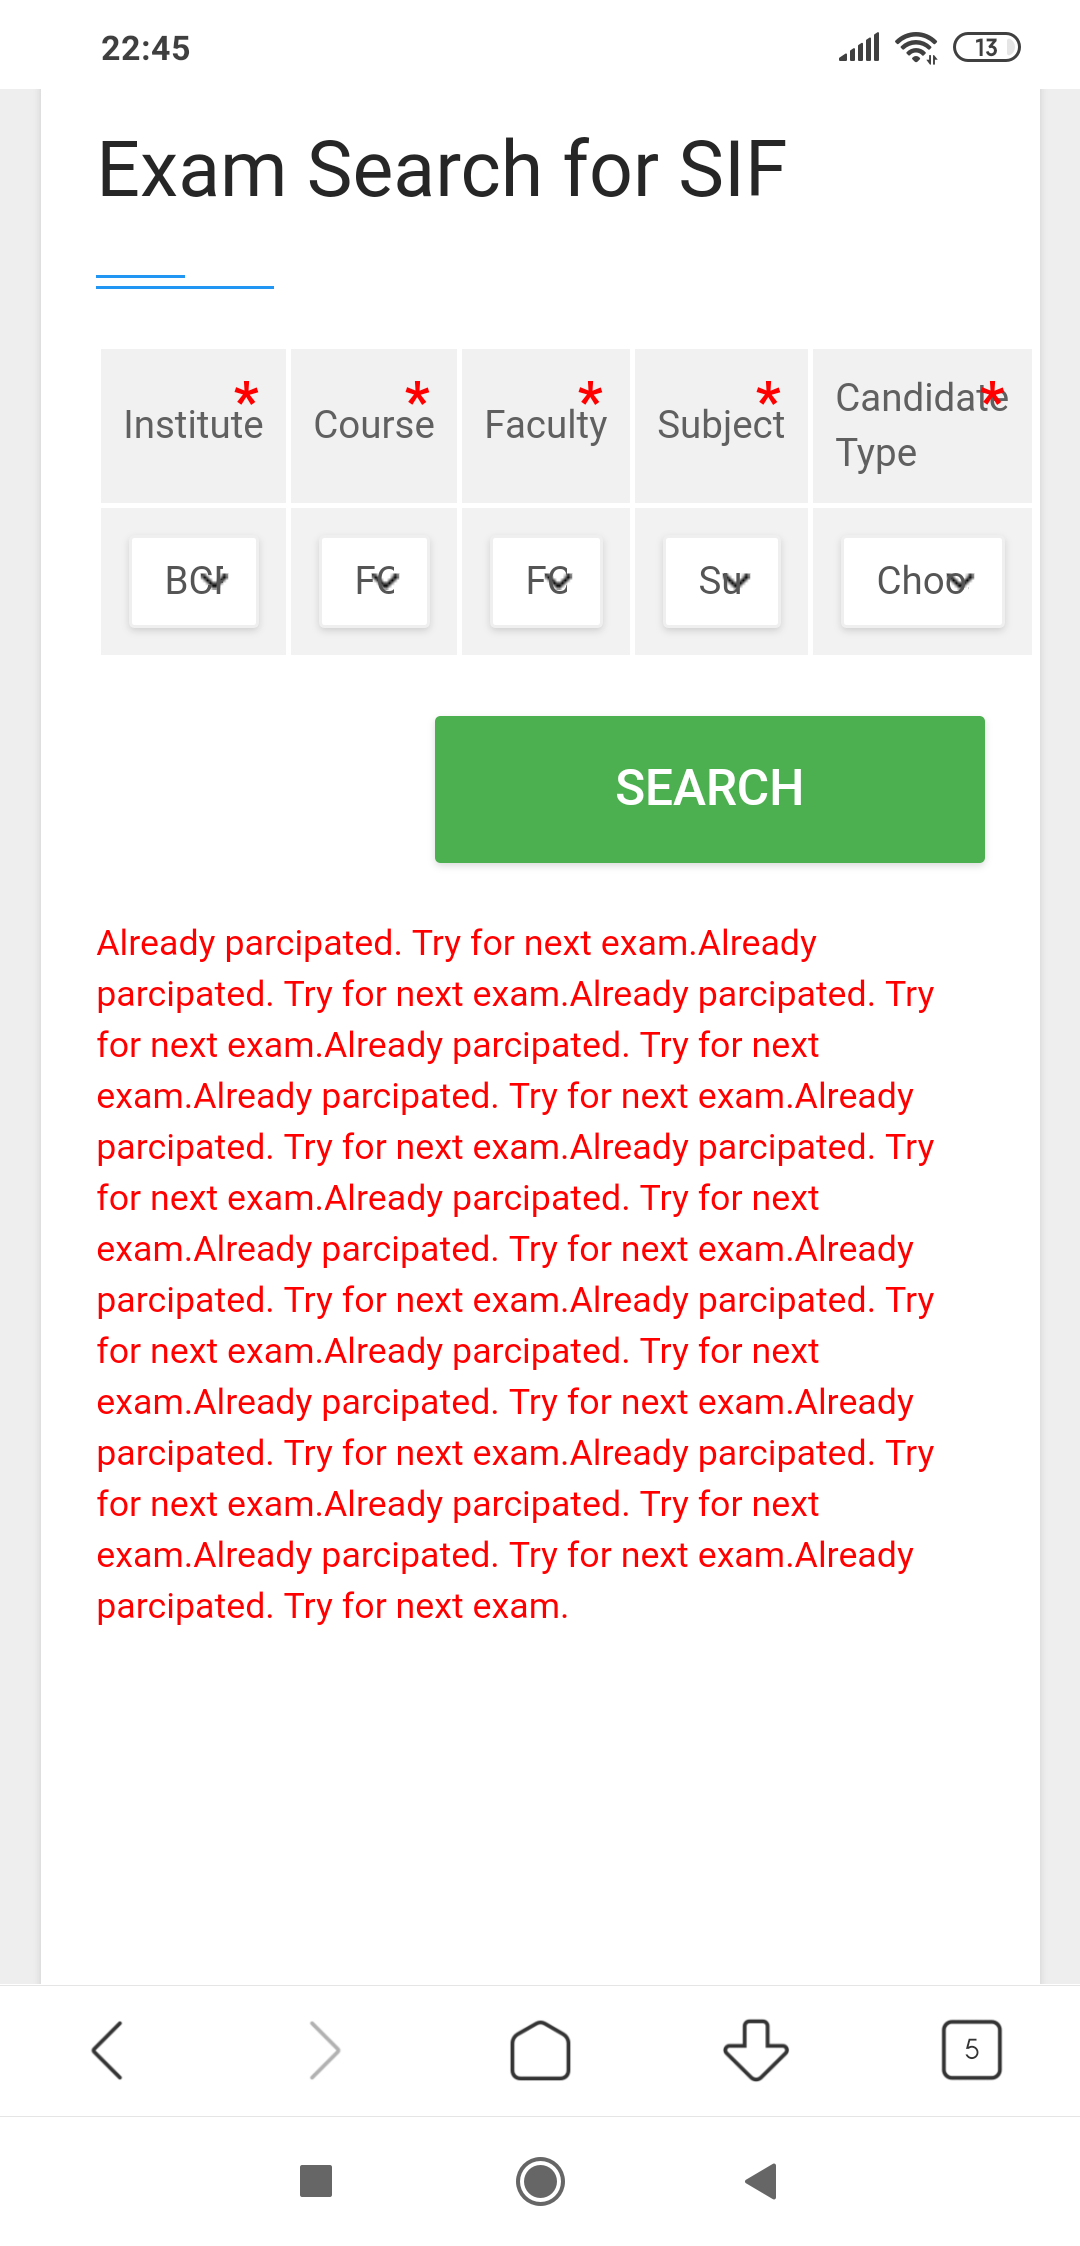 22:45
13
Exam Search for SIF
Institute * Course * Faculty * Subject * Candidate *
Type
Su Choo
SEARCH
Already parcipated. Try for next exam.Already
parcipated. Try for next exam.Already parcipated. Try
for next exam.Already parcipated. Try for next
exam.Already parcipated. Try for next exam.Already
parcipated. Try for next exam.Already parcipated. Try
for next exam.Already parcipated. Try for next
exam.Already parcipated. Try for next exam.Already
parcipated. Try for next exam.Already parcipated. Try
for next exam.Already parcipated. Try for next
exam.Already parcipated. Try for next exam.Already
parcipated. Try for next exam.Already parcipated. Try
for next exam.Already parcipated. Try for next
exam.Already parcipated. Try for next exam.Already
parcipated. Try for next exam.
5